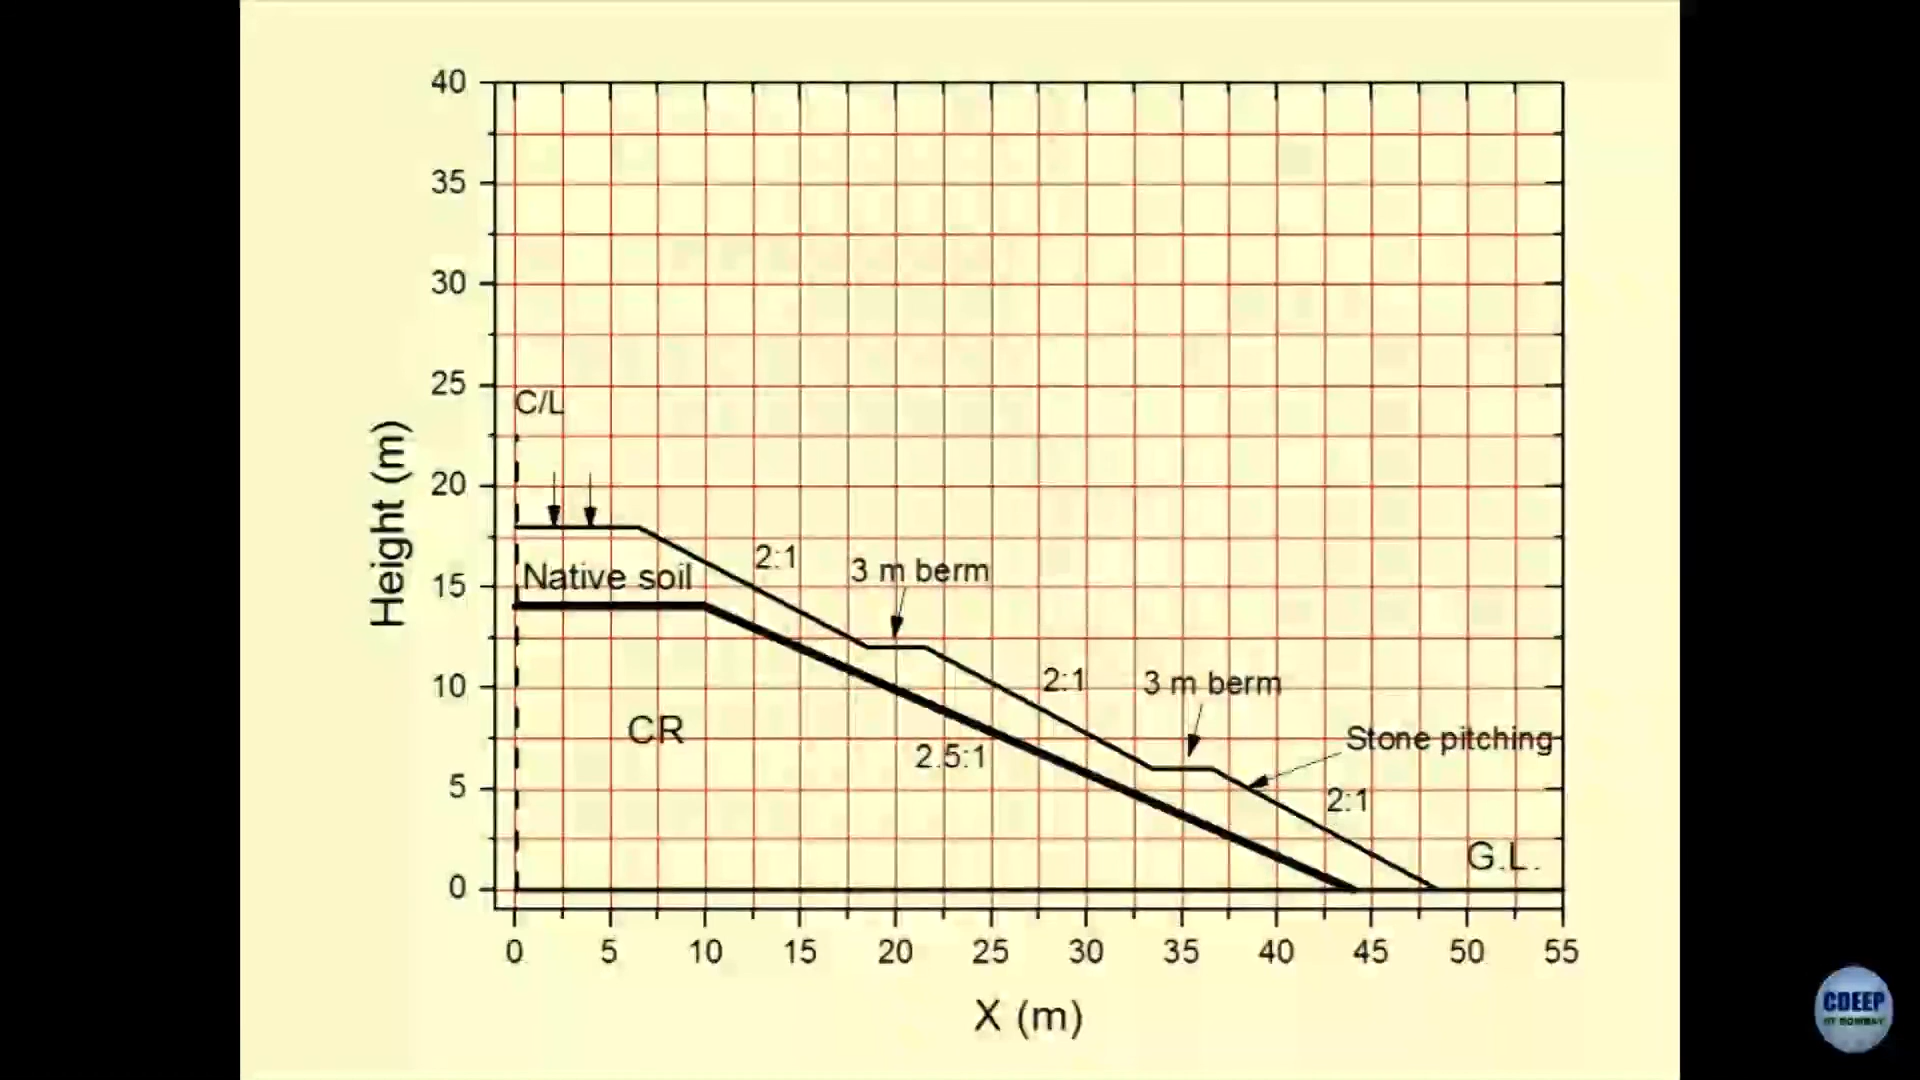 40
35
30
25
C/L
20
Native soil
15
2:1
3 m berm
10
2:1
3 m berm
CR
2.5:1
Stone pitching
5
2:1
G.L.
0
0 5 10 15 20 25 30 35 40 45 50 55
Height (m)
X (m)
CDEEP
IIT BOMBAY